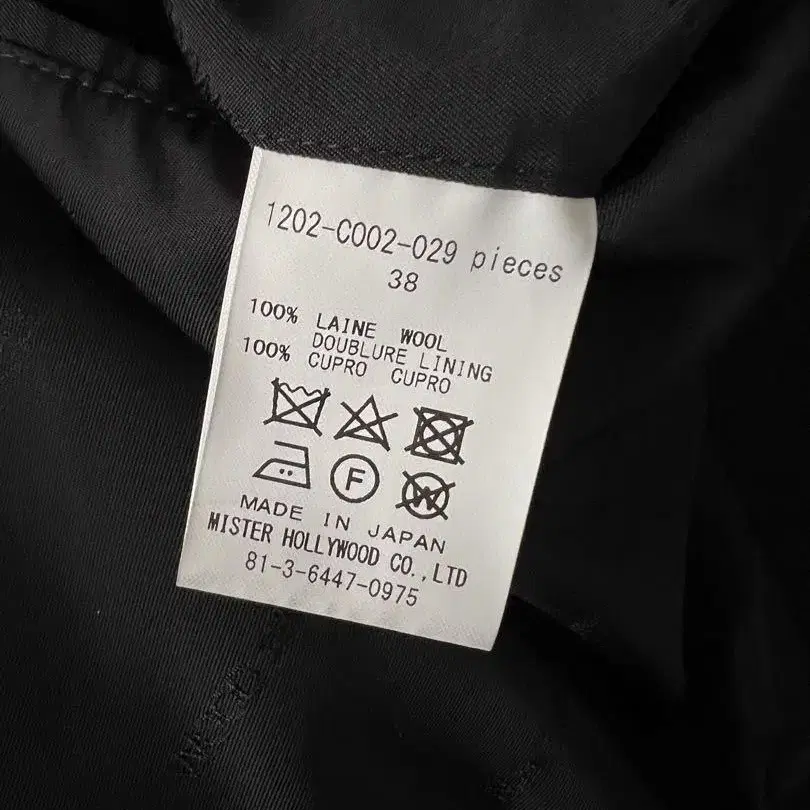 1202-C002-029 pieces
38
100% LAINE WOOL
DOUBLURE LINING
100% CUPRO CUPRO
F
W
MADE IN JAPAN
MISTER HOLLYWOOD CO.,LTD
81-3-6447-0975